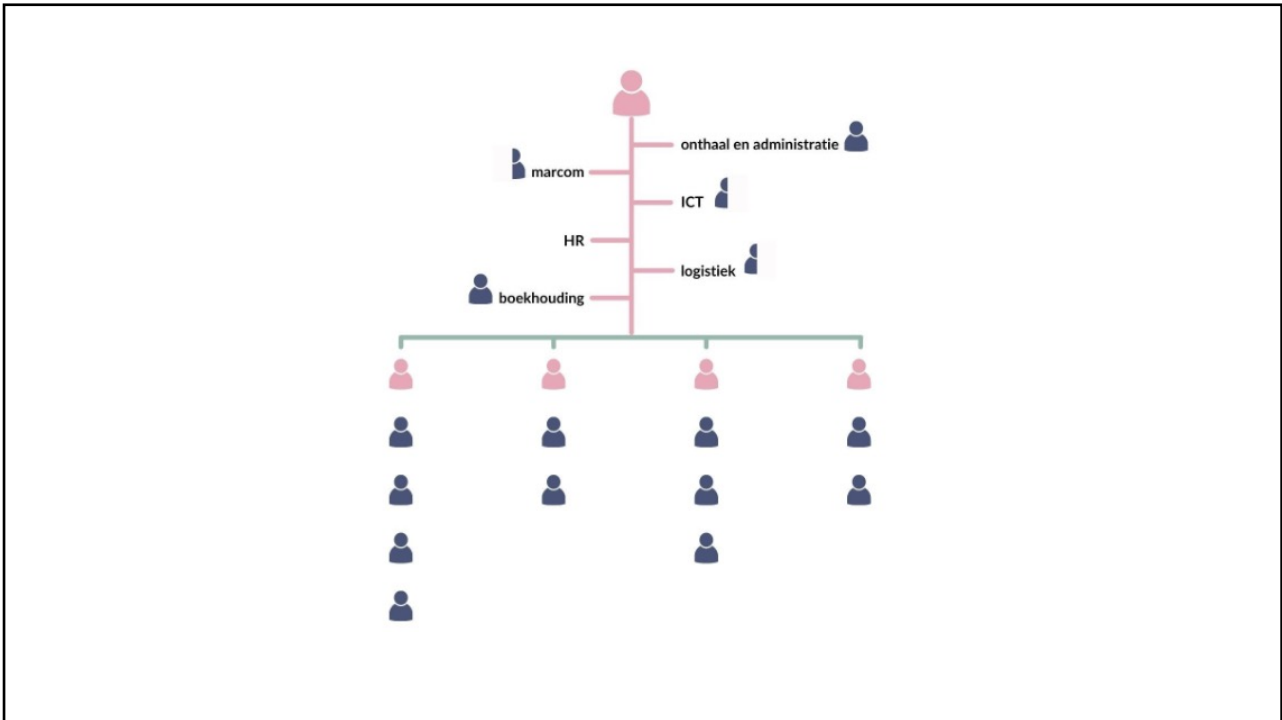 onthaal en administratie
marcom
ICT
HR
logistiek
boekhouding